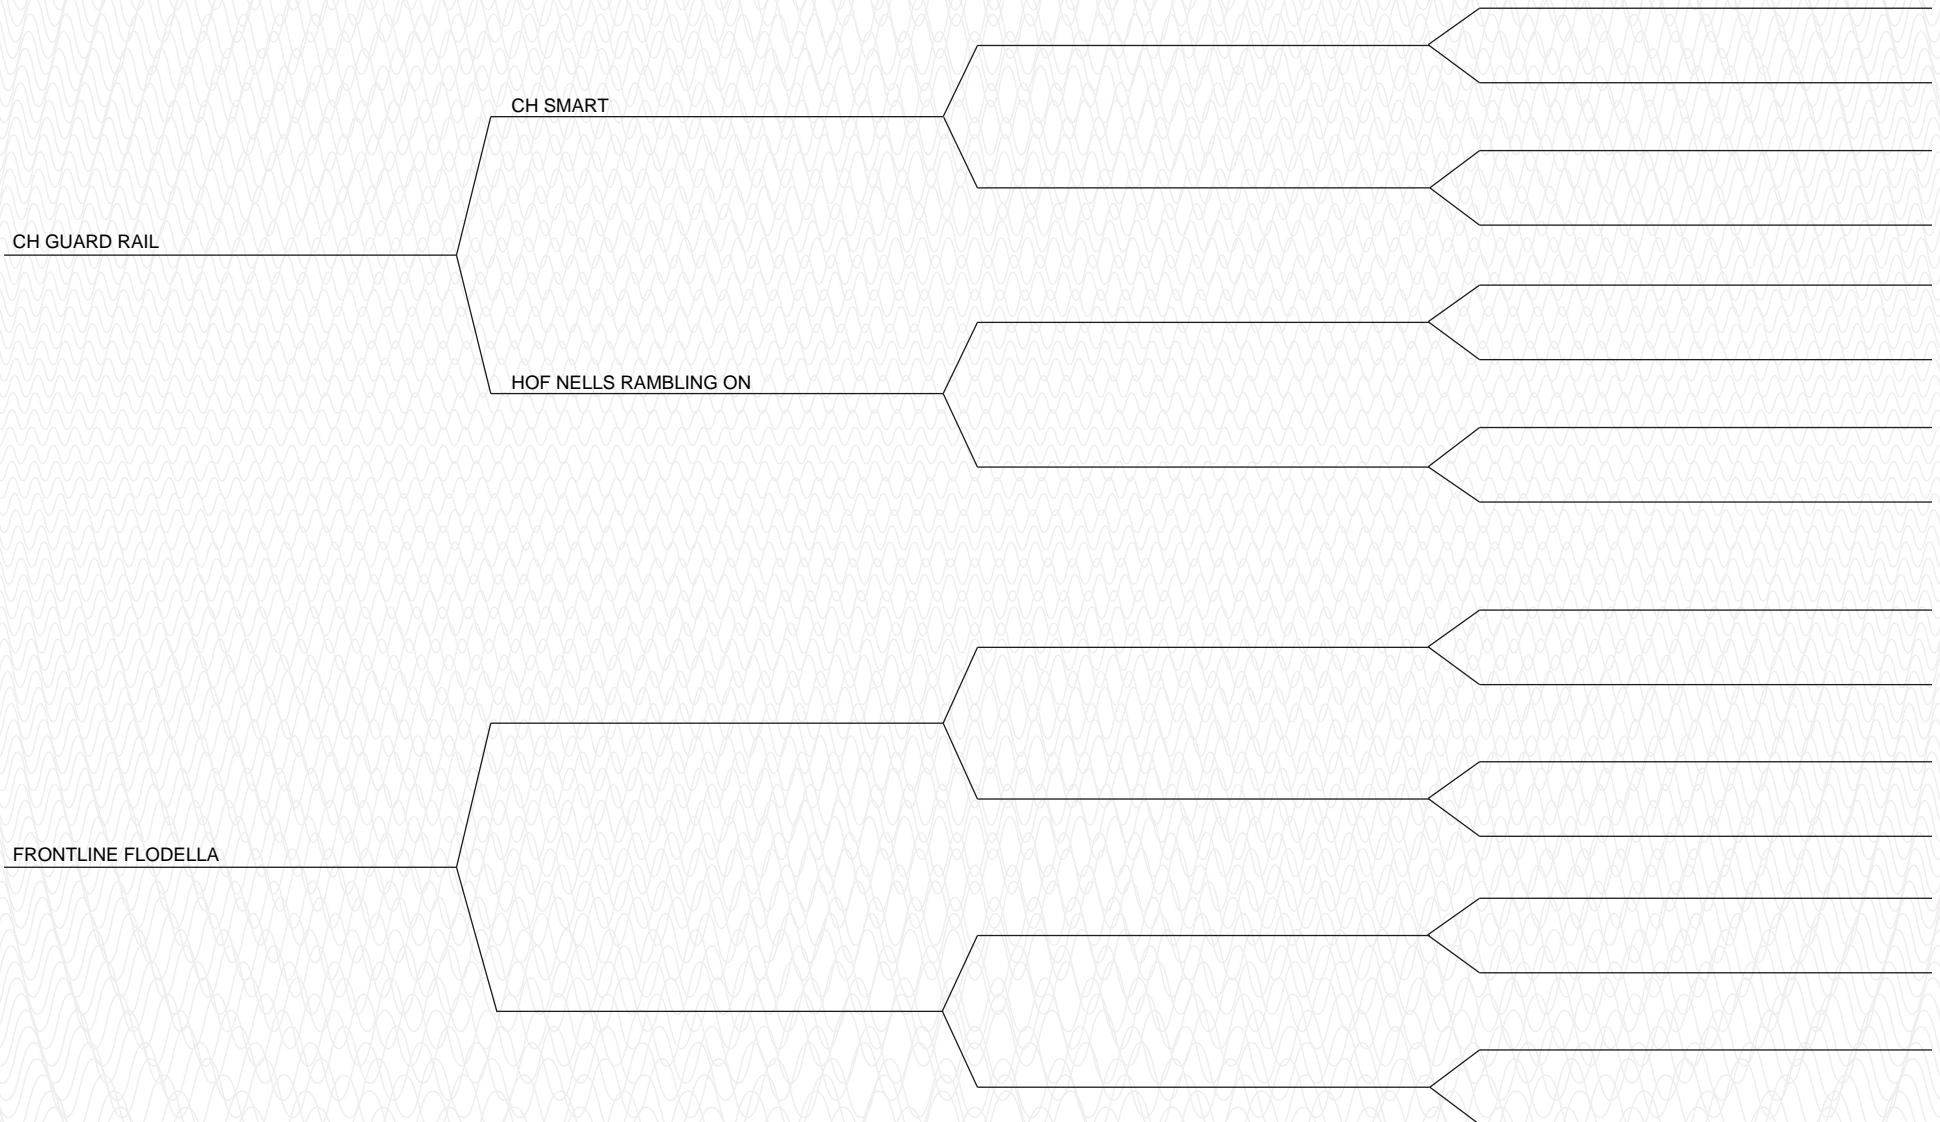 CH SMART
CH GUARD RAIL
HOF NELLS RAMBLING ON
FRONTLINE FLODELLA